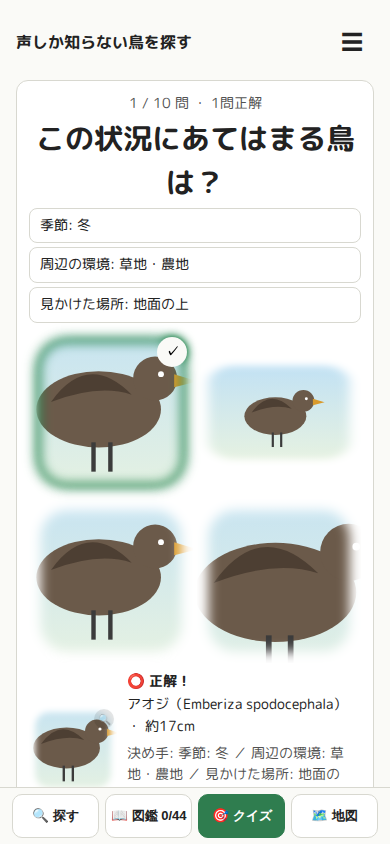 声しか知らない鳥を探す
1 / 10 問 · 1問正解
この状況にあてはまる鳥
は？
季節: 冬
周辺の環境: 草地・農地
見かけた場所: 地面の上
✓
⭕ 正解！
アオジ（Emberiza spodocephala）
· 約17cm
決め手: 季節: 冬 ／ 周辺の環境: 草
地・農地 ／ 見かけた場所: 地面の
🔍 探す
📖 図鑑 0/44
🎯 クイズ
🗺️ 地図